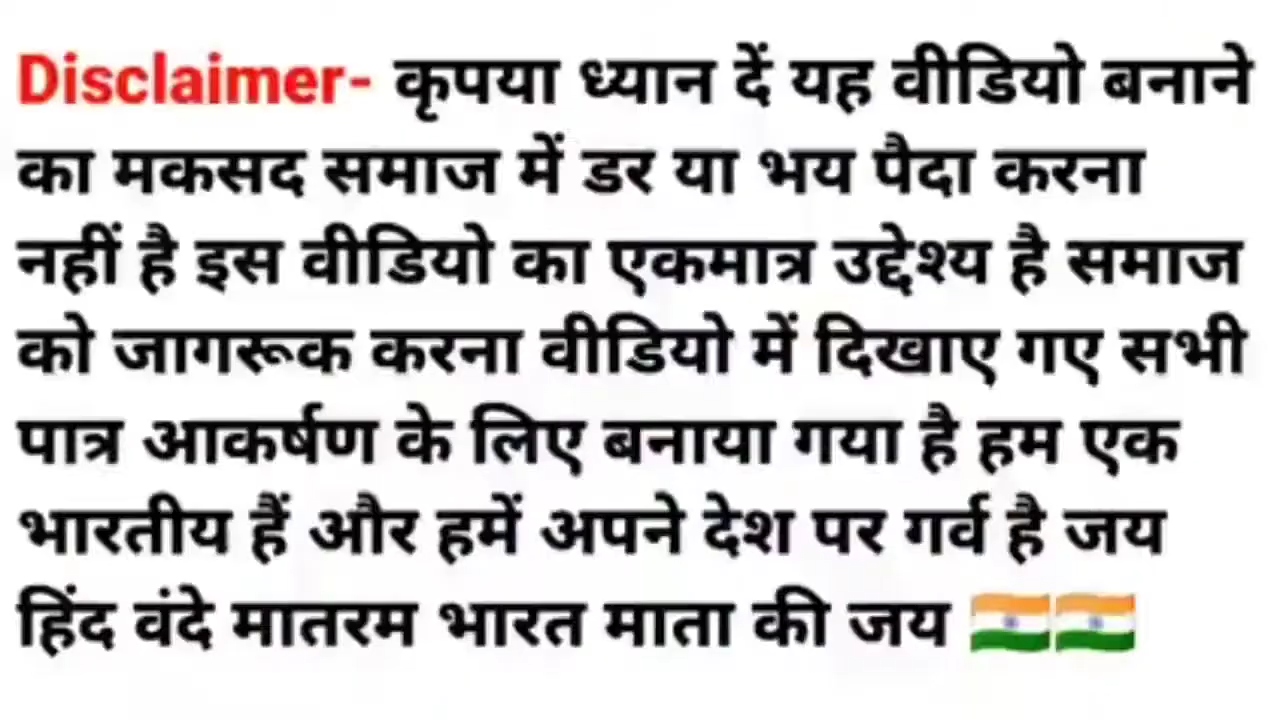 Disclaimer- कृपया ध्यान दें यह वीडियो बनाने
का मकसद समाज में डर या भय पैदा करना
नहीं है इस वीडियो का एकमात्र उद्देश्य है समाज
को जागरूक करना वीडियो में दिखाए गए सभी
पात्र आकर्षण के लिए बनाया गया है हम एक
भारतीय हैं और हमें अपने देश पर गर्व है जय
हिंद वंदे मातरम भारत माता की जय 🇮🇳🇮🇳